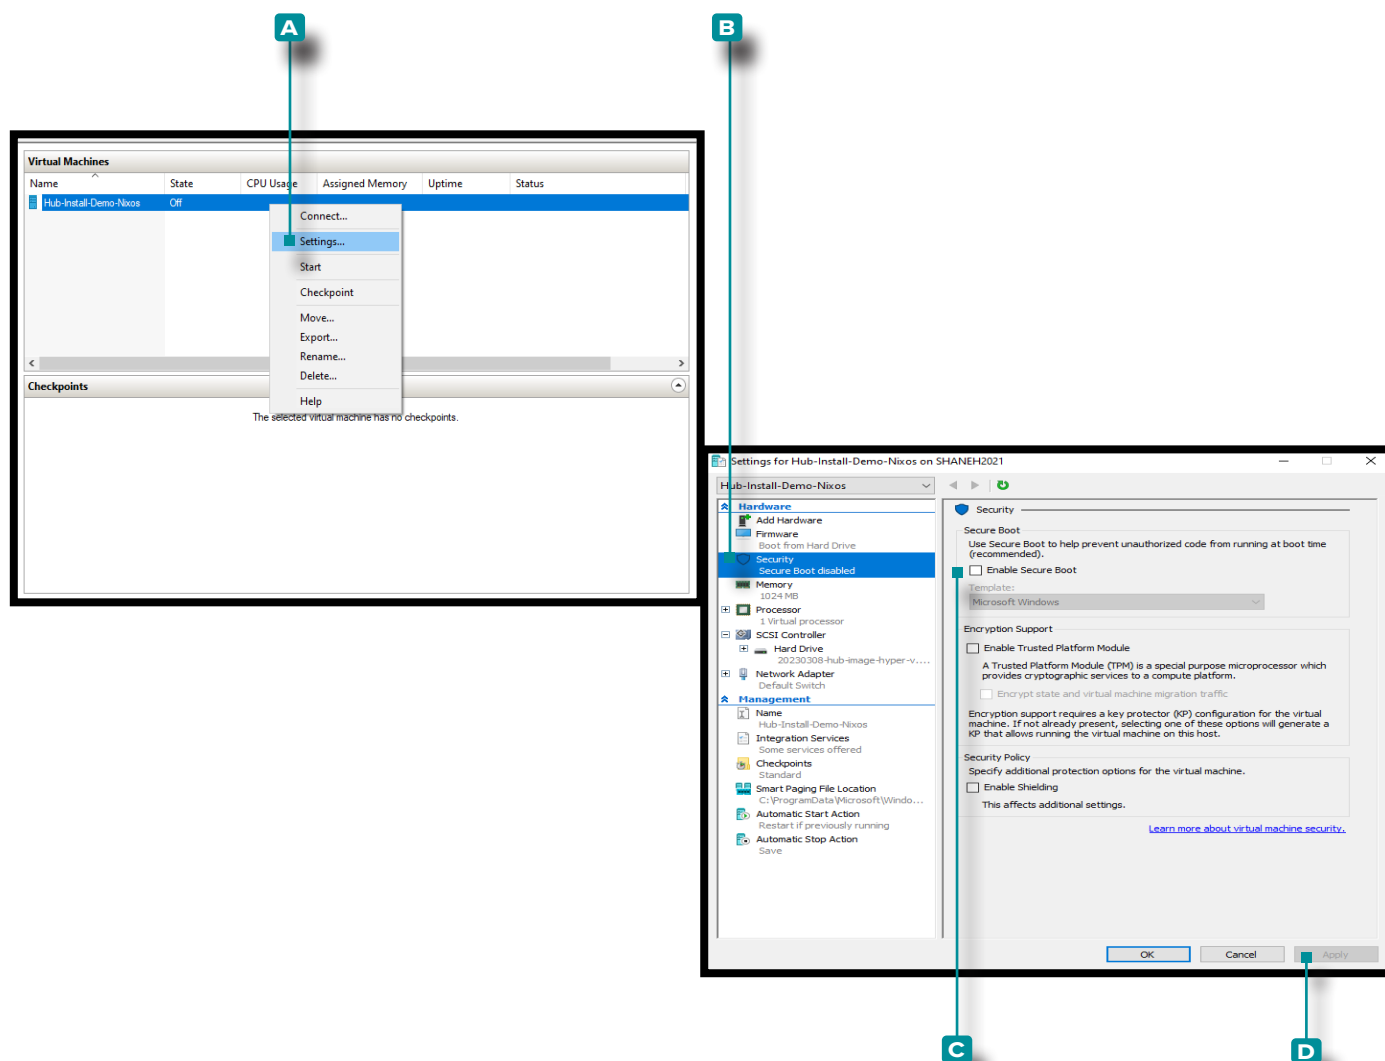 A
B
Virtual Machines
Name State CPU Usage Assigned Memory Uptime Status
Hub-Install-Demo-Nixos Off
Connect...
Settings...
Start
Checkpoint
Move...
Export...
Rename...
Delete...
Help
Checkpoints
The selected virtual machine has no checkpoints.
Settings for Hub-Install-Demo-Nixos on SHANEH2021
Hub-Install-Demo-Nixos
Hardware
Add Hardware
Firmware
Boot from Hard Drive
Security
Secure Boot disabled
Memory
1024 MB
Processor
1 Virtual processor
SCSI Controller
Hard Drive
20230308-hub-image-hyper-v....
Network Adapter
Default Switch
Management
Name
Hub-Install-Demo-Nixos
Integration Services
Some services offered
Checkpoints
Standard
Smart Paging File Location
C:\ProgramData\Microsoft\Windo...
Automatic Start Action
Restart if previously running
Automatic Stop Action
Save
Security
Secure Boot
Use Secure Boot to help prevent unauthorized code from running at boot time
(recommended).
Enable Secure Boot
Template:
Microsoft Windows
Encryption Support
Enable Trusted Platform Module
A Trusted Platform Module (TPM) is a special purpose microprocessor which
provides cryptographic services to a compute platform.
Encrypt state and virtual machine migration traffic
Encryption support requires a key protector (KP) configuration for the virtual
machine. If not already present, selecting one of these options will generate a
KP that allows running the virtual machine on this host.
Security Policy
Specify additional protection options for the virtual machine.
Enable Shielding
This affects additional settings.
Learn more about virtual machine security.
OK Cancel Apply
C
D